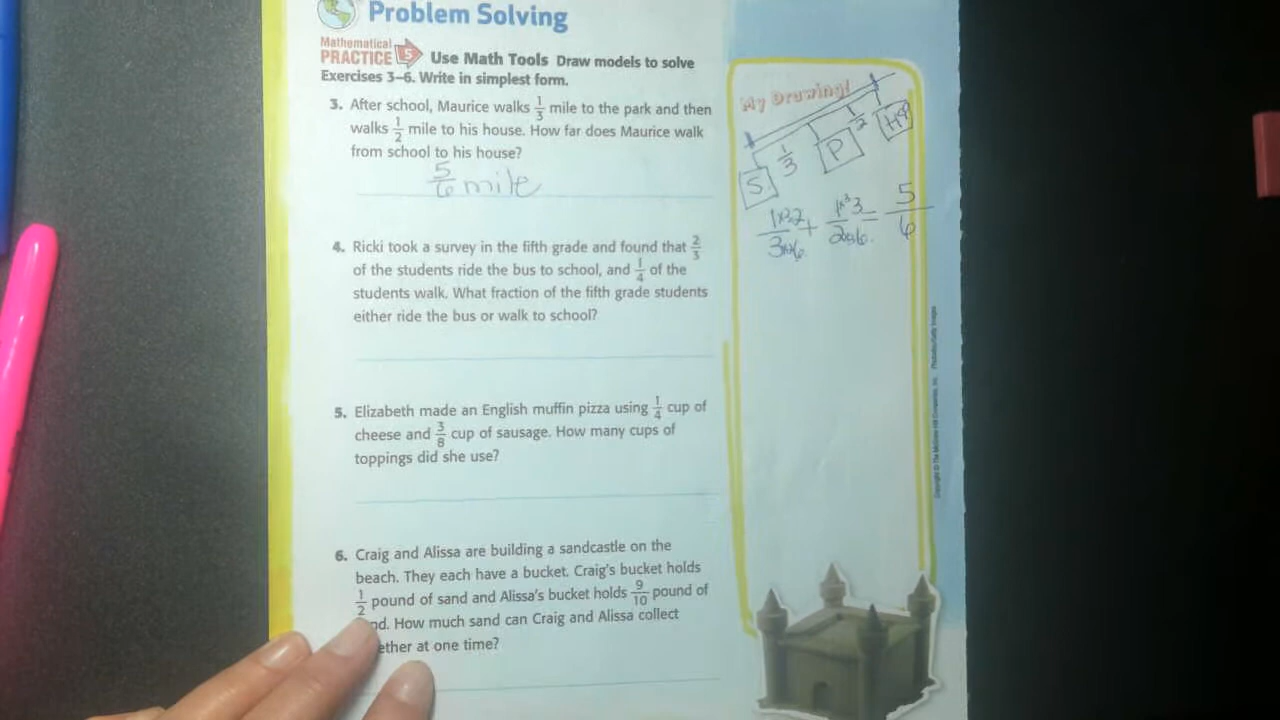 Problem Solving
Mathematical
PRACTICE 5 Use Math Tools Draw models to solve
Exercises 3–6. Write in simplest form.
3. After school, Maurice walks 1/3 mile to the park and then
walks 1/2 mile to his house. How far does Maurice walk
from school to his house?
5/6 mile
4. Ricki took a survey in the fifth grade and found that 2/3
of the students ride the bus to school, and 1/4 of the
students walk. What fraction of the fifth grade students
either ride the bus or walk to school?
5. Elizabeth made an English muffin pizza using 1/4 cup of
cheese and 3/8 cup of sausage. How many cups of
toppings did she use?
6. Craig and Alissa are building a sandcastle on the
beach. They each have a bucket. Craig's bucket holds
1/2 pound of sand and Alissa's bucket holds 9/10 pound of
nd. How much sand can Craig and Alissa collect
ether at one time?
My Drawing!
S 1/3 P 1/2
= 5/6